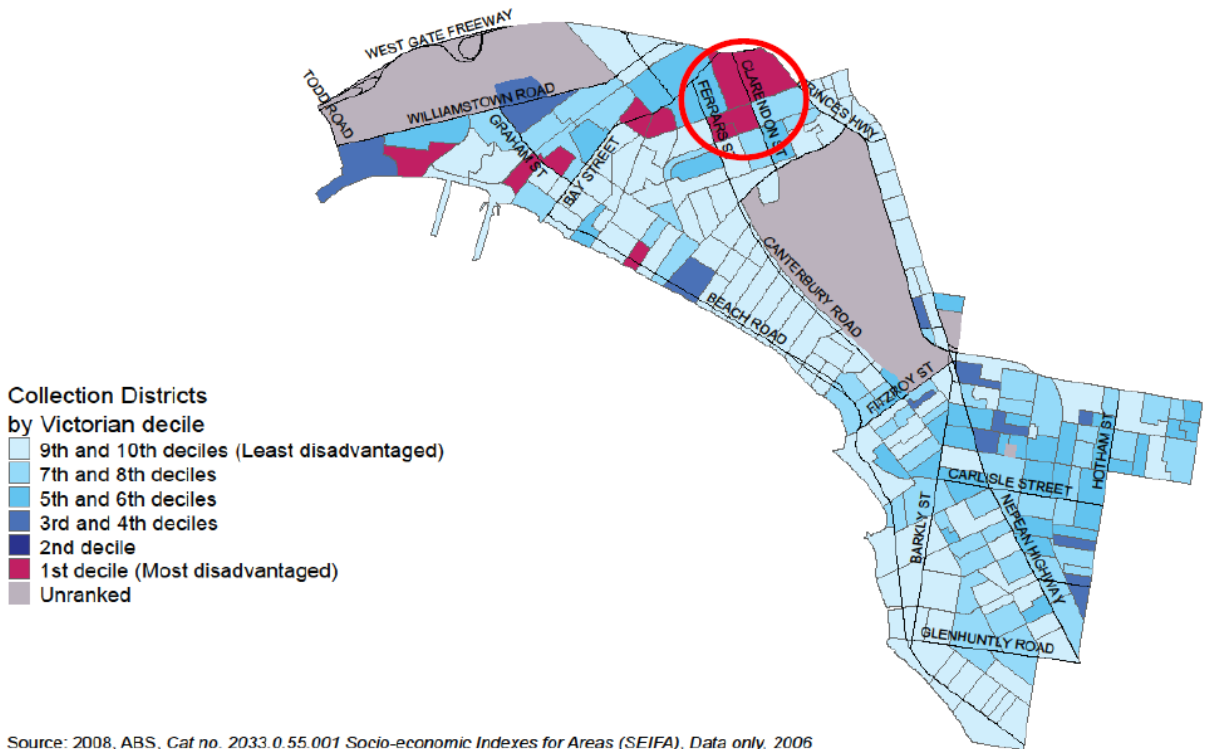 WEST GATE FREEWAY
TODD ROAD
WILLIAMSTOWN ROAD
GRAHAM ST
BAY STREET
FERRARS ST
CLARENDON ST
PRINCES HWY
CANTERBURY ROAD
BEACH ROAD
FITZROY ST
HOTHAM ST
CARLISLE STREET
BARKLY ST
NEPEAN HIGHWAY
GLENHUNTLY ROAD
Collection Districts
by Victorian decile
9th and 10th deciles (Least disadvantaged)
7th and 8th deciles
5th and 6th deciles
3rd and 4th deciles
2nd decile
1st decile (Most disadvantaged)
Unranked
Source: 2008, ABS, Cat no. 2033.0.55.001 Socio-economic Indexes for Areas (SEIFA), Data only, 2006